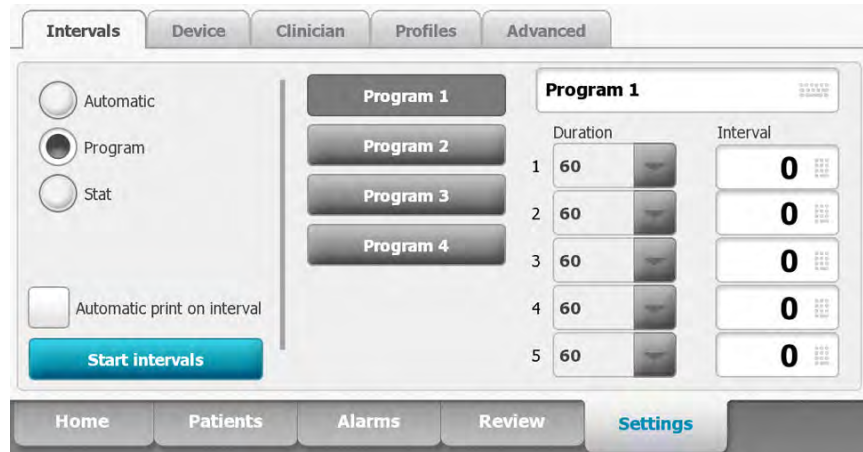 Intervals Device Clinician Profiles Advanced
Automatic
Program
Stat
Automatic print on interval
Start intervals
Program 1
Program 2
Program 3
Program 4
Program 1
Duration Interval
1 60 0
2 60 0
3 60 0
4 60 0
5 60 0
Home Patients Alarms Review Settings